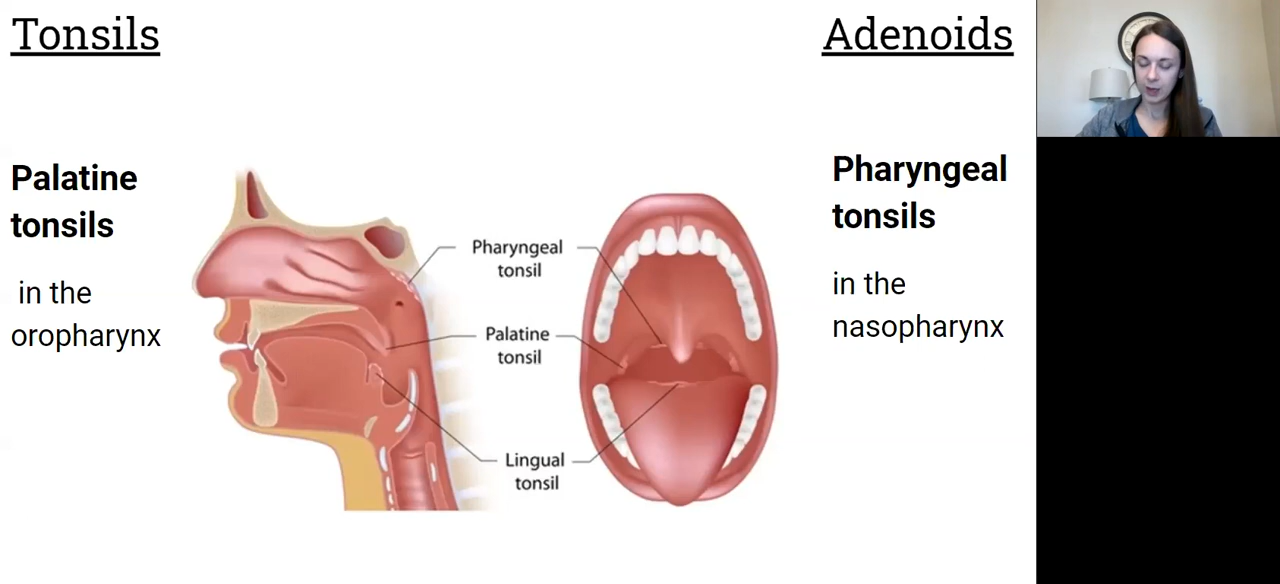 Tonsils
Adenoids
Palatine
tonsils
in the
oropharynx
Pharyngeal
tonsil
Palatine
tonsil
Lingual
tonsil
Pharyngeal
tonsils
in the
nasopharynx